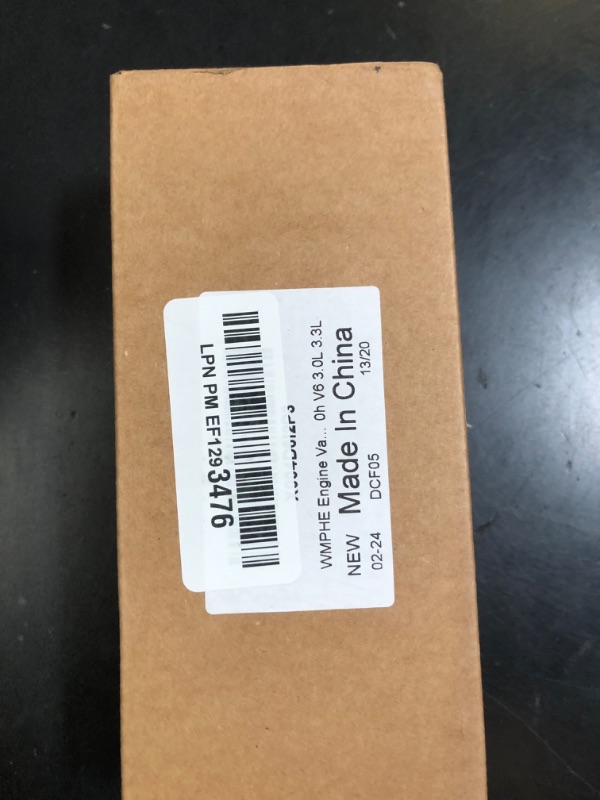 LPN PM EF1293476
WMPHE Engine Va... 0h V6 3.0L 3.3L
NEW Made In China
02-24 DCF05 13/20